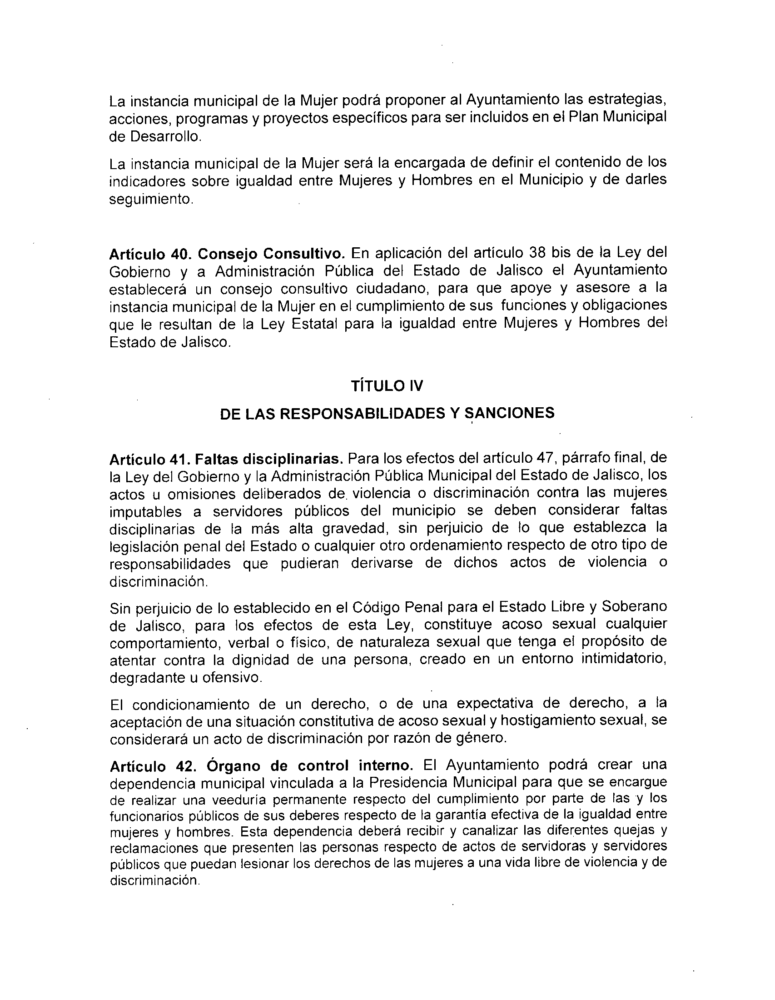 La instancia municipal de la Mujer podrá proponer al Ayuntamiento las estrategias,
acciones, programas y proyectos específicos para ser incluidos en el Plan Municipal
de Desarrollo.
La instancia municipal de la Mujer será la encargada de definir el contenido de los
indicadores sobre igualdad entre Mujeres y Hombres en el Municipio y de darles
seguimiento.
Artículo 40. Consejo Consultivo. En aplicación del artículo 38 bis de la Ley del
Gobierno y a Administración Pública del Estado de Jalisco el Ayuntamiento
establecerá un consejo consultivo ciudadano, para que apoye y asesore a la
instancia municipal de la Mujer en el cumplimiento de sus funciones y obligaciones
que le resultan de la Ley Estatal para la igualdad entre Mujeres y Hombres del
Estado de Jalisco.
TÍTULO IV
DE LAS RESPONSABILIDADES Y SANCIONES
Artículo 41. Faltas disciplinarias. Para los efectos del artículo 47, párrafo final, de
la Ley del Gobierno y la Administración Pública Municipal del Estado de Jalisco, los
actos u omisiones deliberados de violencia o discriminación contra las mujeres
imputables a servidores públicos del municipio se deben considerar faltas
disciplinarias de la más alta gravedad, sin perjuicio de lo que establezca la
legislación penal del Estado o cualquier otro ordenamiento respecto de otro tipo de
responsabilidades que pudieran derivarse de dichos actos de violencia o
discriminación.
Sin perjuicio de lo establecido en el Código Penal para el Estado Libre y Soberano
de Jalisco, para los efectos de esta Ley, constituye acoso sexual cualquier
comportamiento, verbal o físico, de naturaleza sexual que tenga el propósito de
atentar contra la dignidad de una persona, creado en un entorno intimidatorio,
degradante u ofensivo.
El condicionamiento de un derecho, o de una expectativa de derecho, a la
aceptación de una situación constitutiva de acoso sexual y hostigamiento sexual, se
considerará un acto de discriminación por razón de género.
Artículo 42. Órgano de control interno. El Ayuntamiento podrá crear una
dependencia municipal vinculada a la Presidencia Municipal para que se encargue
de realizar una veeduría permanente respecto del cumplimiento por parte de las y los
funcionarios públicos de sus deberes respecto de la garantía efectiva de la igualdad entre
mujeres y hombres. Esta dependencia deberá recibir y canalizar las diferentes quejas y
reclamaciones que presenten las personas respecto de actos de servidoras y servidores
públicos que puedan lesionar los derechos de las mujeres a una vida libre de violencia y de
discriminación.